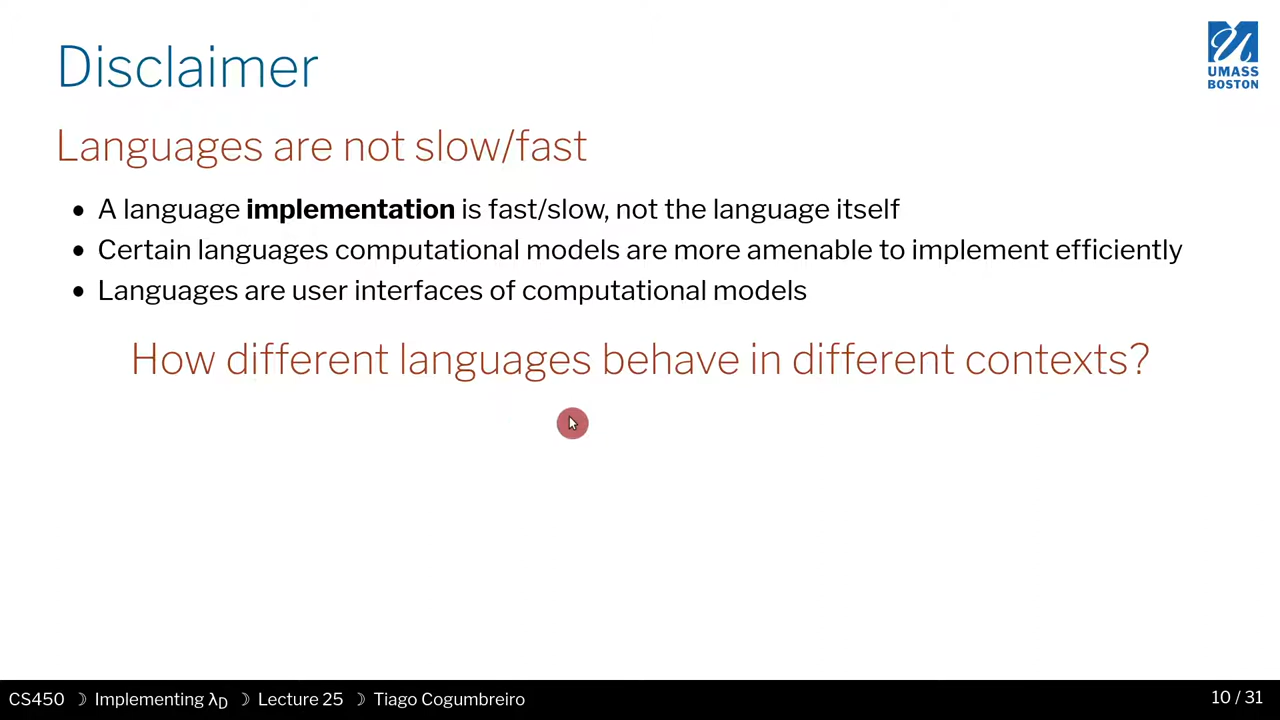 Disclaimer
UMASS
BOSTON
Languages are not slow/fast
• A language implementation is fast/slow, not the language itself
• Certain languages computational models are more amenable to implement efficiently
• Languages are user interfaces of computational models
How different languages behave in different contexts?
CS450 ☽ Implementing λD ☽ Lecture 25 ☽ Tiago Cogumbreiro
10 / 31